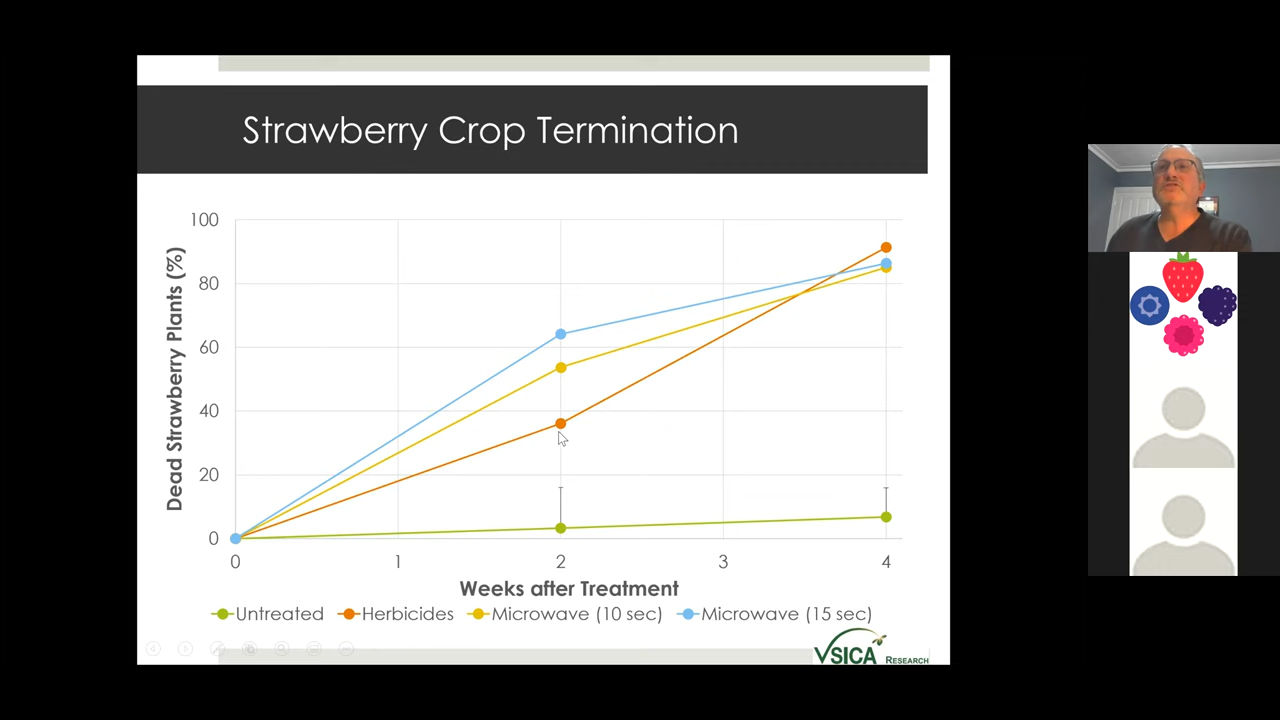 Strawberry Crop Termination
Dead Strawberry Plants (%)
100
80
60
40
20
0
0 1 2 3 4
Weeks after Treatment
Untreated Herbicides Microwave (10 sec) Microwave (15 sec)
VSICA RESEARCH